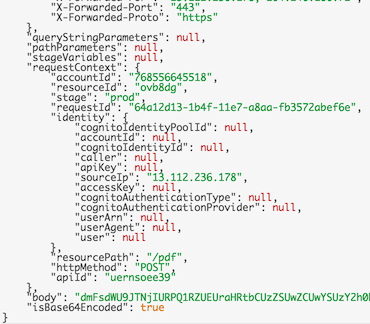 "X-Forwarded-Port": "443",
"X-Forwarded-Proto": "https"
},
"queryStringParameters": null,
"pathParameters": null,
"stageVariables": null,
"requestContext": {
"accountId": "768556645518",
"resourceId": "ovb8dg",
"stage": "prod",
"requestId": "64a12d13-1b4f-11e7-a8aa-fb3572abef6e",
"identity": {
"cognitoIdentityPoolId": null,
"accountId": null,
"cognitoIdentityId": null,
"caller": null,
"apiKey": null,
"sourceIp": "13.112.236.178",
"accessKey": null,
"cognitoAuthenticationType": null,
"cognitoAuthenticationProvider": null,
"userArn": null,
"userAgent": null,
"user": null
},
"resourcePath": "/pdf",
"httpMethod": "POST",
"apiId": "uernsoee39"
},
"body": "dmFsdWU9JTNjIURPQ1RZUEUraHRtbCUzZSUwZCUwYSUzY2h0
"isBase64Encoded": true
}